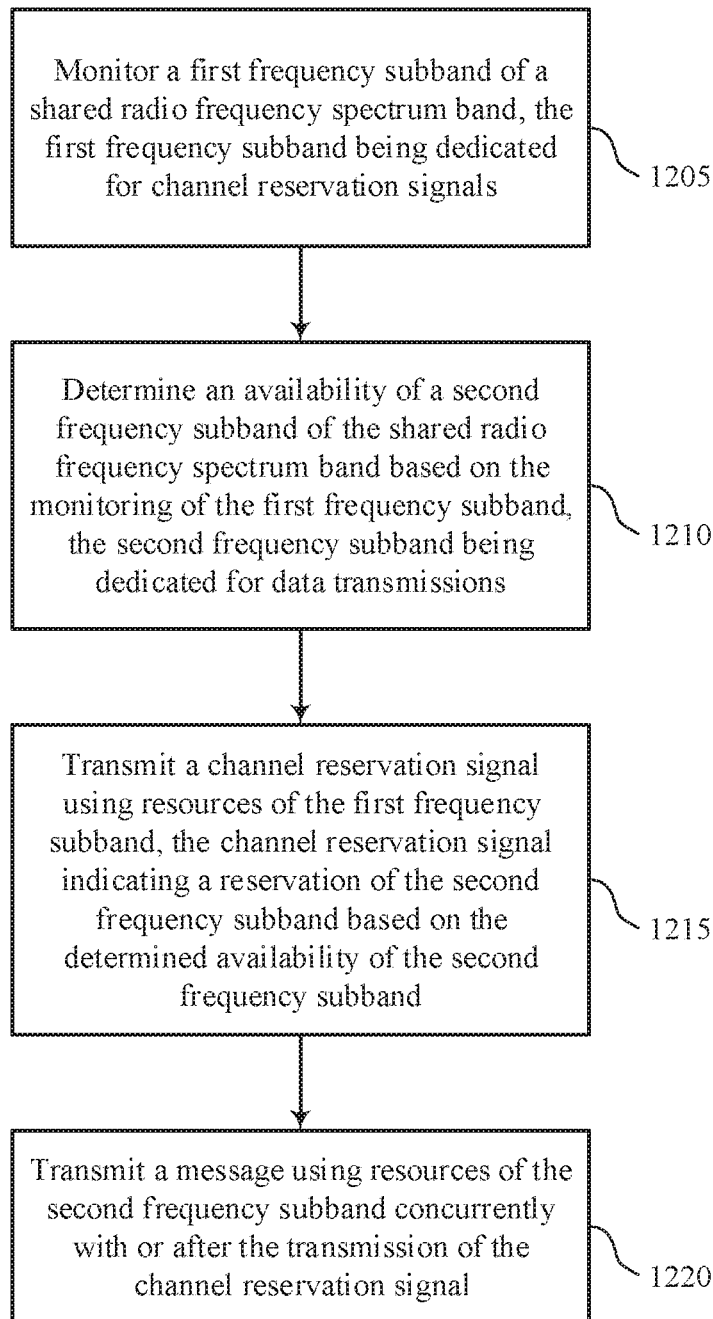 Monitor a first frequency subband of a
shared radio frequency spectrum band, the
first frequency subband being dedicated
for channel reservation signals
1205
Determine an availability of a second
frequency subband of the shared radio
frequency spectrum band based on the
monitoring of the first frequency subband,
the second frequency subband being
dedicated for data transmissions
1210
Transmit a channel reservation signal
using resources of the first frequency
subband, the channel reservation signal
indicating a reservation of the second
frequency subband based on the
determined availability of the second
frequency subband
1215
Transmit a message using resources of the
second frequency subband concurrently
with or after the transmission of the
channel reservation signal
1220